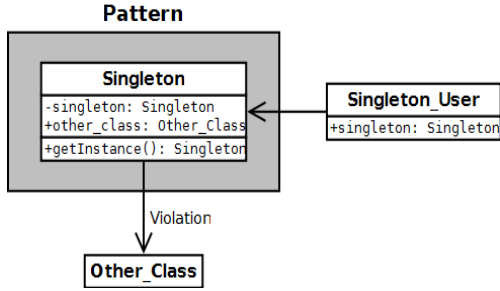 Pattern
Singleton
-singleton: Singleton
+other_class: Other_Class
+getInstance(): Singleton
Singleton_User
+singleton: Singleton
Violation
Other_Class